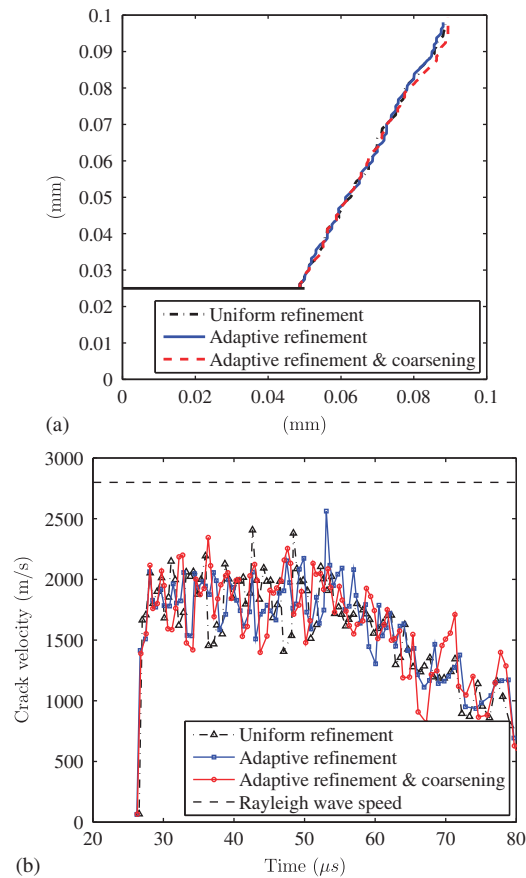 0.1
0.09
0.08
0.07
0.06
0.05
0.04
0.03
0.02
0.01
0
(mm)
Uniform refinement
Adaptive refinement
Adaptive refinement & coarsening
0 0.02 0.04 0.06 0.08 0.1
(mm)
(a)
3000
2500
2000
1500
1000
500
0
Crack velocity (m/s)
Uniform refinement
Adaptive refinement
Adaptive refinement & coarsening
Rayleigh wave speed
20 30 40 50 60 70 80
Time (μs)
(b)